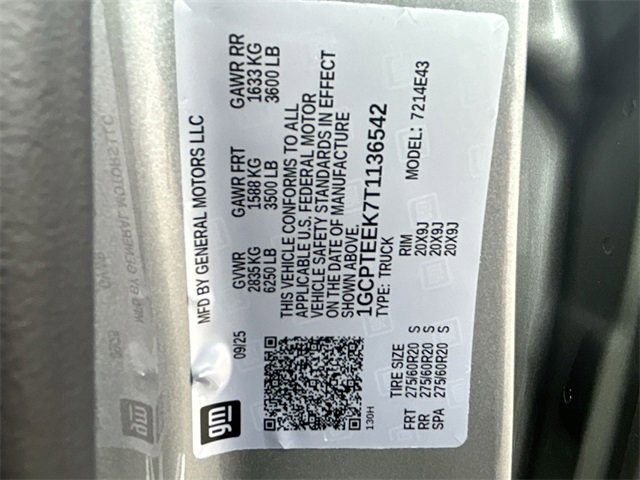 gm
MFD BY GENERAL MOTORS LLC
09/25
GVWR GAWR FRT GAWR RR
2835 KG 1588 KG 1633 KG
6250 LB 3500 LB 3600 LB
THIS VEHICLE CONFORMS TO ALL
APPLICABLE U.S. FEDERAL MOTOR
VEHICLE SAFETY STANDARDS IN EFFECT
ON THE DATE OF MANUFACTURE
SHOWN ABOVE.
1GCPTEEK7T1136542
TYPE: TRUCK MODEL: 7214E43
130H
TIRE SIZE RIM
FRT 275/60R20 S 20X9J
RR 275/60R20 S 20X9J
SPA 275/60R20 S 20X9J